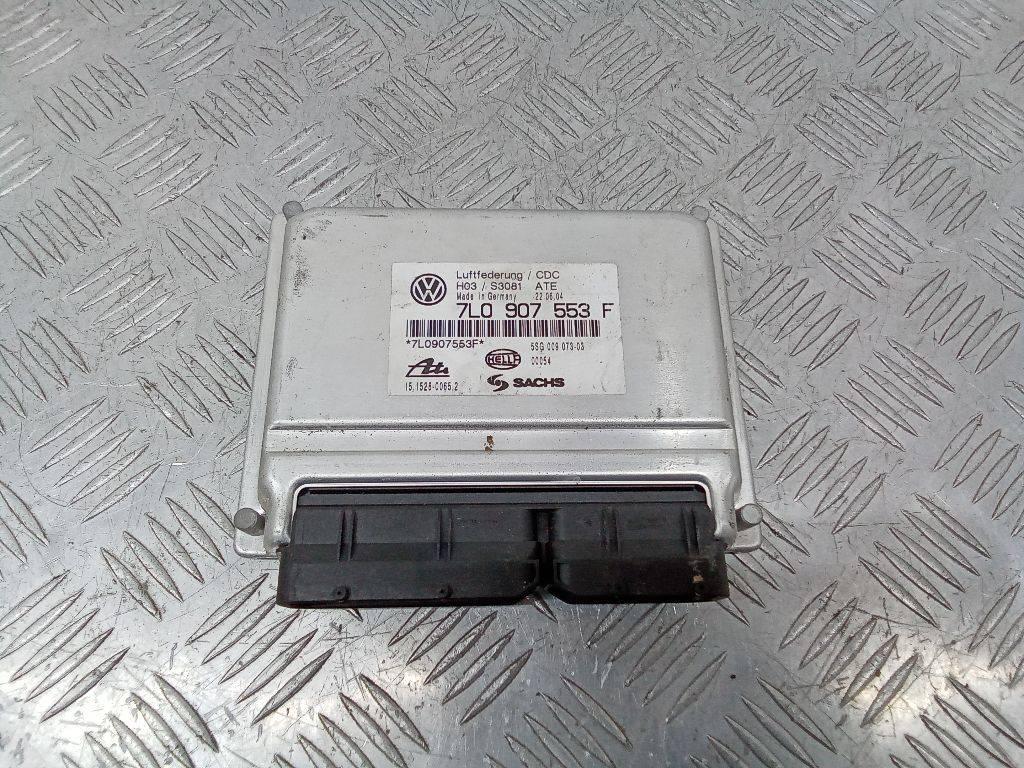 Luftfederung / CDC
H03 / S3081 ATE
Made in Germany 22.06.04
7L0 907 553 F
*7L0907553F* 5SG 009 073-03
Ate HELLA 00054
15.1528-0065.2 SACHS